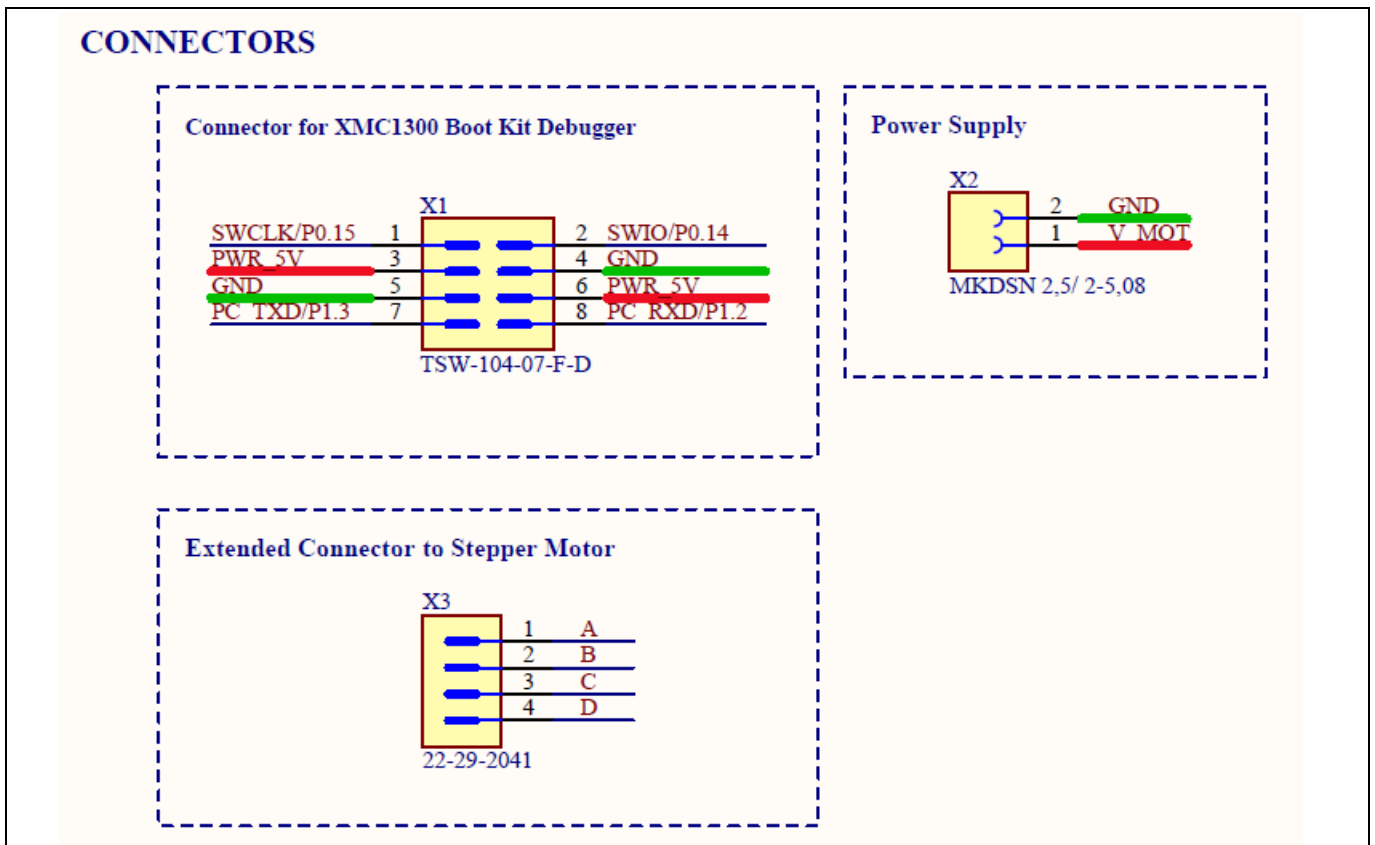 CONNECTORS
Connector for XMC1300 Boot Kit Debugger
X1
SWCLK/P0.15 1 2 SWIO/P0.14
PWR_5V 3 4 GND
GND 5 6 PWR_5V
PC_TXD/P1.3 7 8 PC_RXD/P1.2
TSW-104-07-F-D
Power Supply
X2
2 GND
1 V_MOT
MKDSN 2,5/ 2-5,08
Extended Connector to Stepper Motor
X3
1 A
2 B
3 C
4 D
22-29-2041